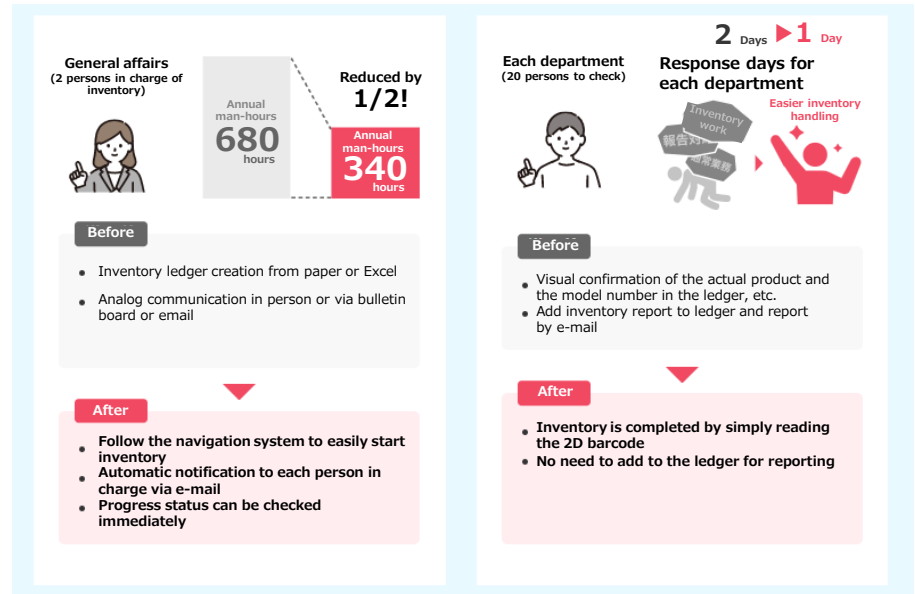 General affairs
(2 persons in charge of
inventory)
Annual
man-hours
680
hours
Reduced by
1/2!
Annual
man-hours
340
hours
Before
Inventory ledger creation from paper or Excel
Analog communication in person or via bulletin
board or email
After
Follow the navigation system to easily start
inventory
Automatic notification to each person in
charge via e-mail
Progress status can be checked
immediately
2 Days 1 Day
Each department
(20 persons to check)
Response days for
each department
Easier inventory
handling
Inventory
work
報告対
通常業務
Before
Visual confirmation of the actual product and
the model number in the ledger, etc.
Add inventory report to ledger and report
by e-mail
After
Inventory is completed by simply reading
the 2D barcode
No need to add to the ledger for reporting